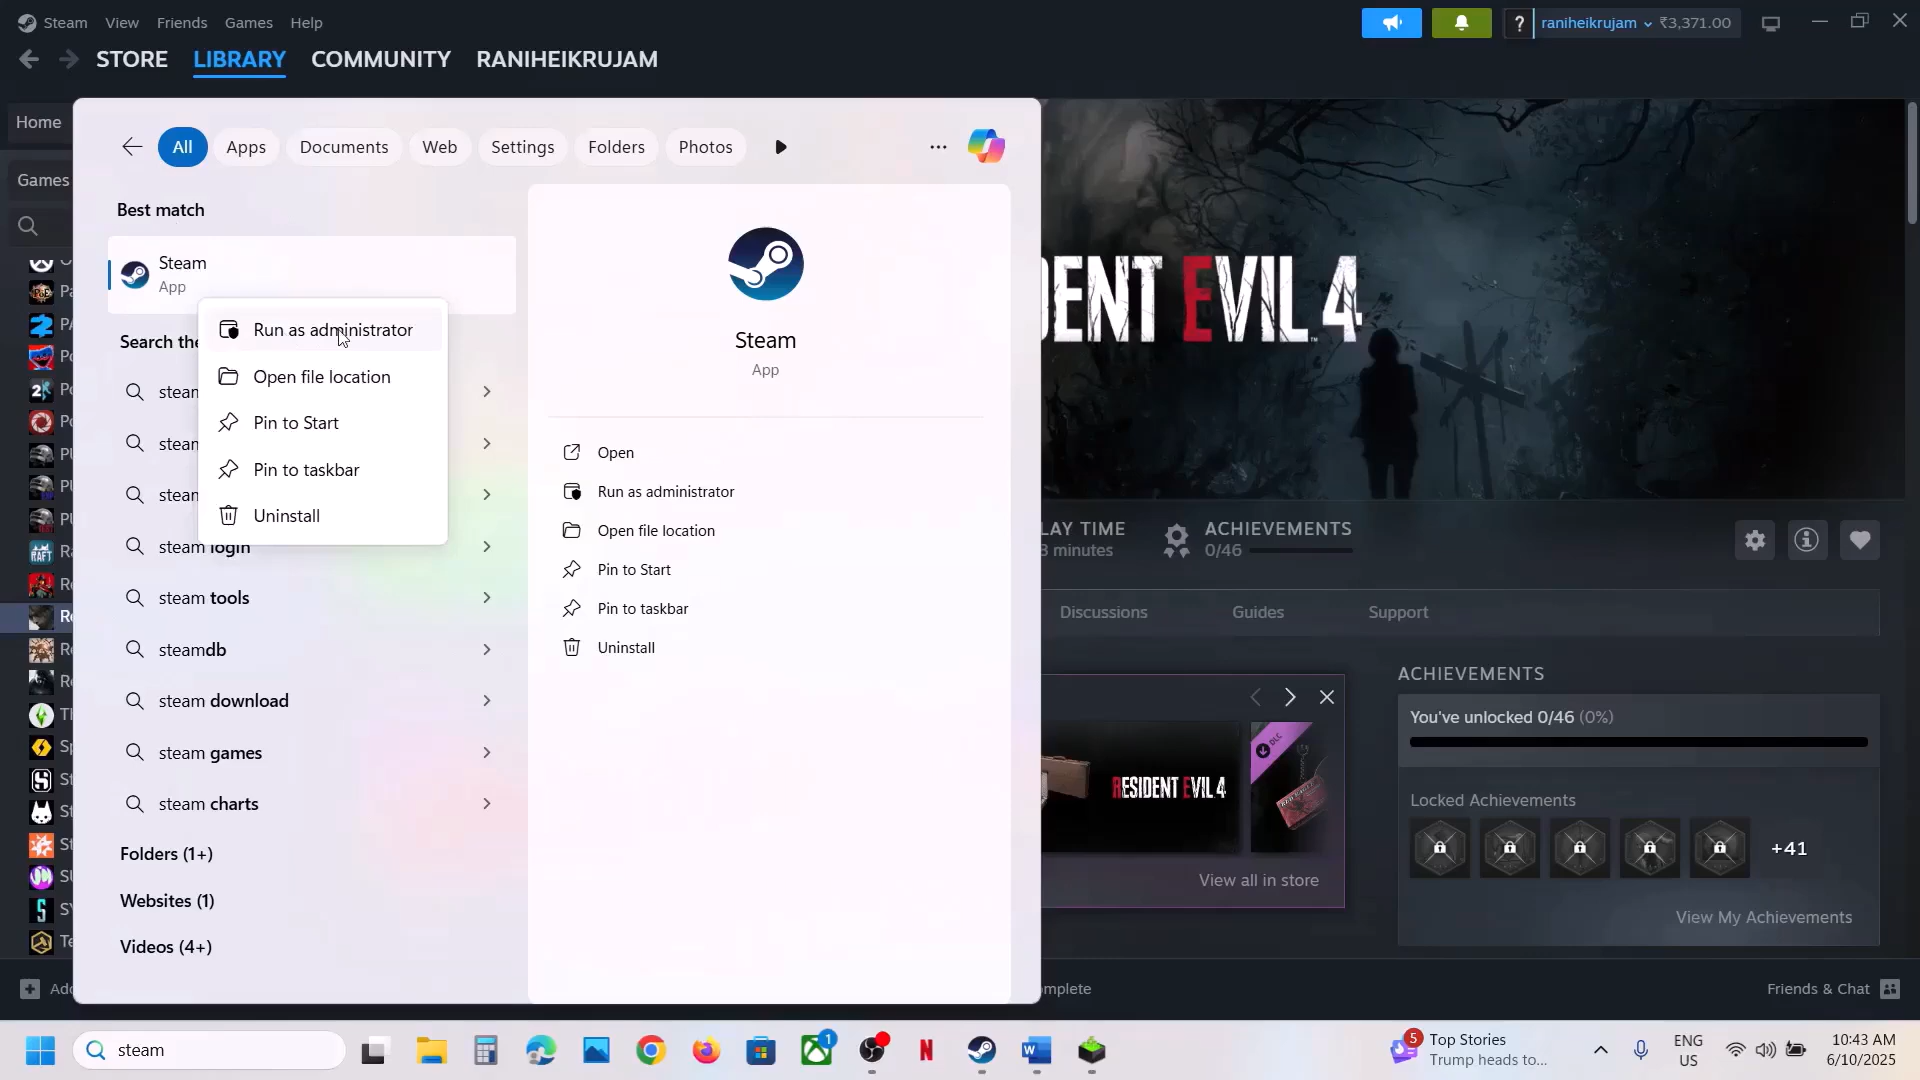 Steam View Friends Games Help
raniheikrujam ₹3,371.00
STORE LIBRARY COMMUNITY RANIHEIKRUJAM
Home
Games
All Apps Documents Web Settings Folders Photos
Best match
Steam
App
Run as administrator
Open file location
Pin to Start
Pin to taskbar
Uninstall
Search the
steam
steam
steam
steam login
steam tools
steamdb
steam download
steam games
steam charts
Folders (1+)
Websites (1)
Videos (4+)
Steam
App
Open
Run as administrator
Open file location
Pin to Start
Pin to taskbar
Uninstall
DENT EVIL 4
LAY TIME
8 minutes
ACHIEVEMENTS
0/46
Discussions Guides Support
RESIDENT EVIL 4
DLC
View all in store
ACHIEVEMENTS
You've unlocked 0/46 (0%)
Locked Achievements
+41
View My Achievements
Add
mplete
Friends & Chat
steam
1
5
Top Stories
Trump heads to...
ENG
US
10:43 AM
6/10/2025